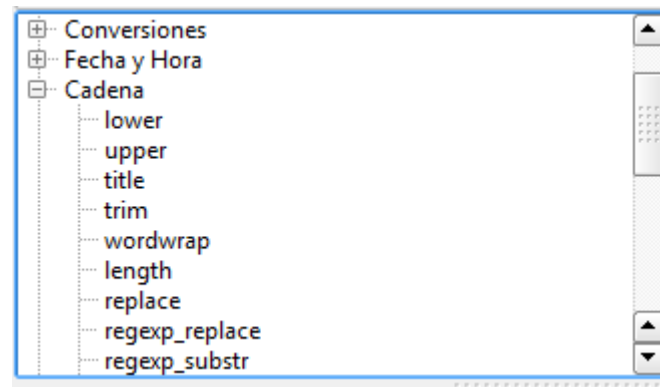 Conversiones
Fecha y Hora
Cadena
lower
upper
title
trim
wordwrap
length
replace
regexp_replace
regexp_substr